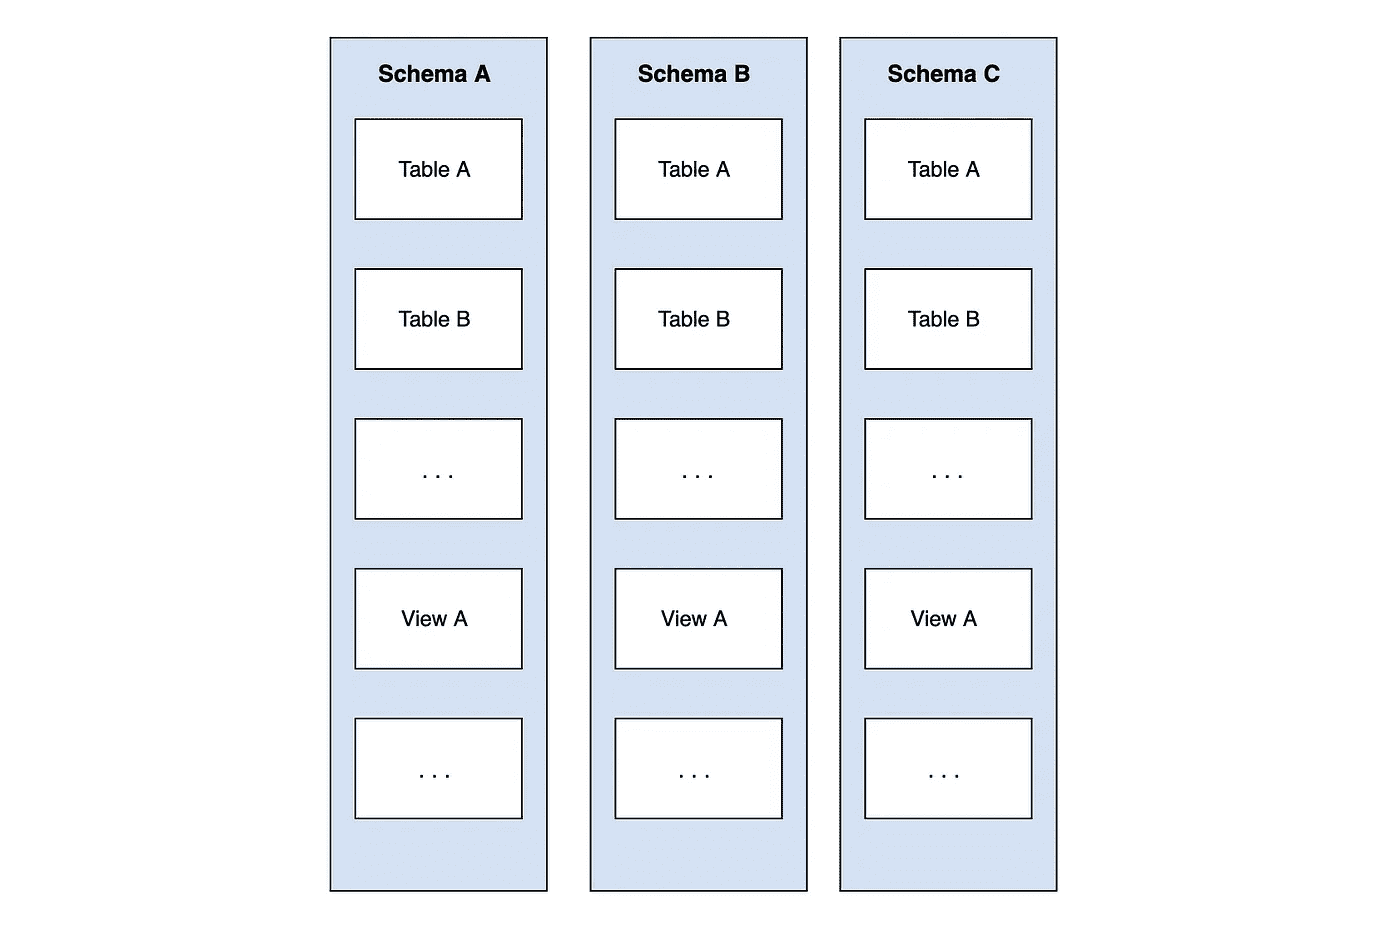 Schema A
Table A
Table B
. . .
View A
. . .
Schema B
Table A
Table B
. . .
View A
. . .
Schema C
Table A
Table B
. . .
View A
. . .